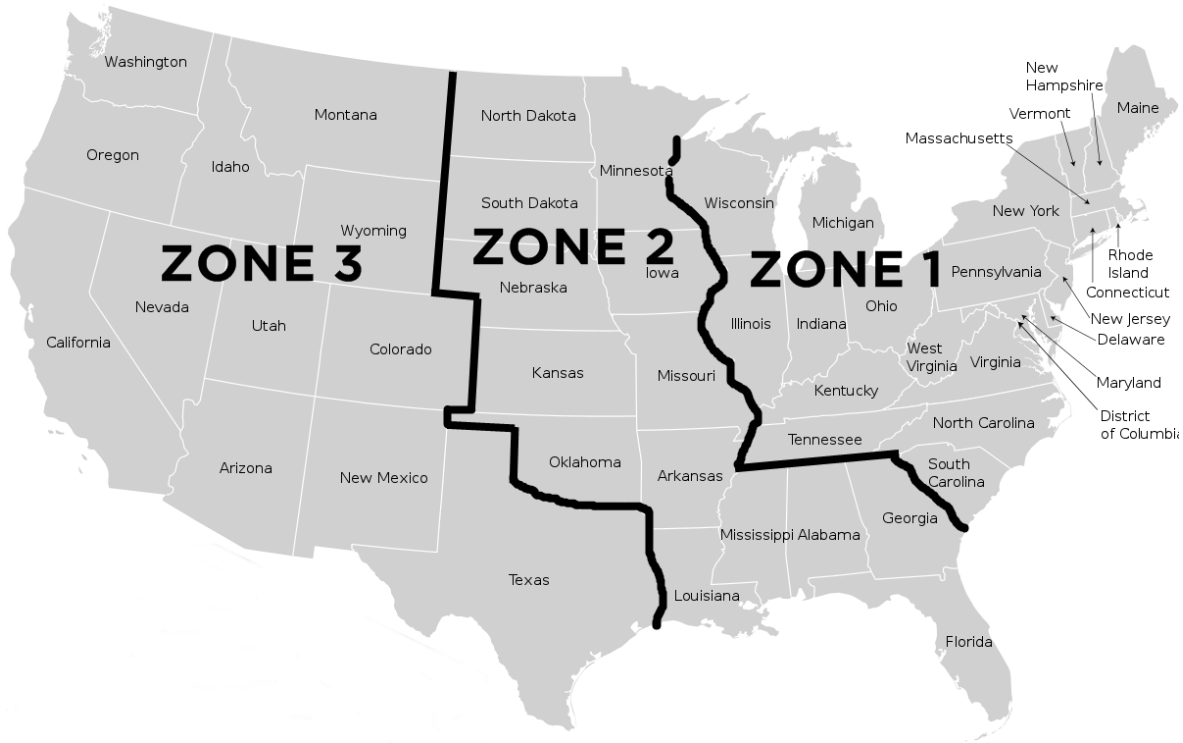 Washington
Montana
North Dakota
Minnesota
Oregon
Idaho
South Dakota
Wisconsin
Michigan
New
Hampshire
Vermont
Maine
Massachusetts
New York
Wyoming
ZONE 3
ZONE 2
ZONE 1
Nebraska
Iowa
Pennsylvania
Rhode
Island
Connecticut
Nevada
Utah
Colorado
California
Kansas
Missouri
Illinois
Indiana
Ohio
West
Virginia
Virginia
New Jersey
Delaware
Maryland
District
of Columbia
Kentucky
North Carolina
Tennessee
South
Carolina
Arizona
New Mexico
Oklahoma
Arkansas
Georgia
Mississippi
Alabama
Texas
Louisiana
Florida